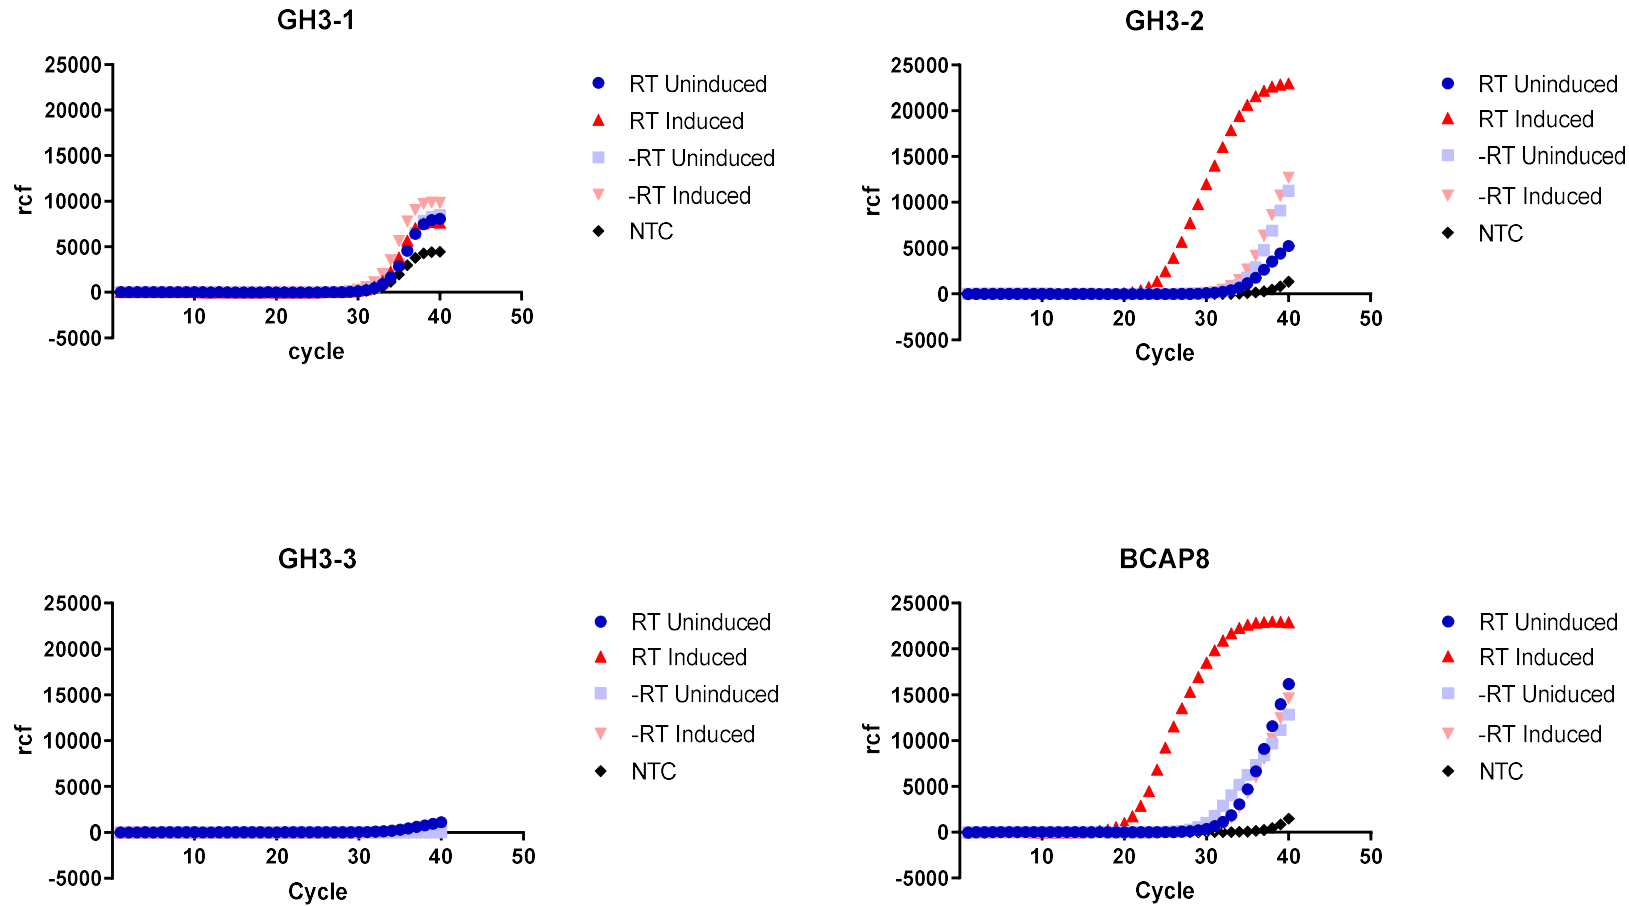 GH3-1
25000
20000
15000
10000
5000
0
-5000
rcf
10 20 30 40 50
cycle
RT Uninduced
RT Induced
-RT Uninduced
-RT Induced
NTC
GH3-2
25000
20000
15000
10000
5000
0
-5000
rcf
10 20 30 40 50
Cycle
RT Uninduced
RT Induced
-RT Uninduced
-RT Induced
NTC
GH3-3
25000
20000
15000
10000
5000
0
-5000
rcf
10 20 30 40 50
Cycle
RT Uninduced
RT Induced
-RT Uninduced
-RT Induced
NTC
BCAP8
25000
20000
15000
10000
5000
0
-5000
rcf
10 20 30 40 50
Cycle
RT Uninduced
RT Induced
-RT Uniduced
-RT Induced
NTC